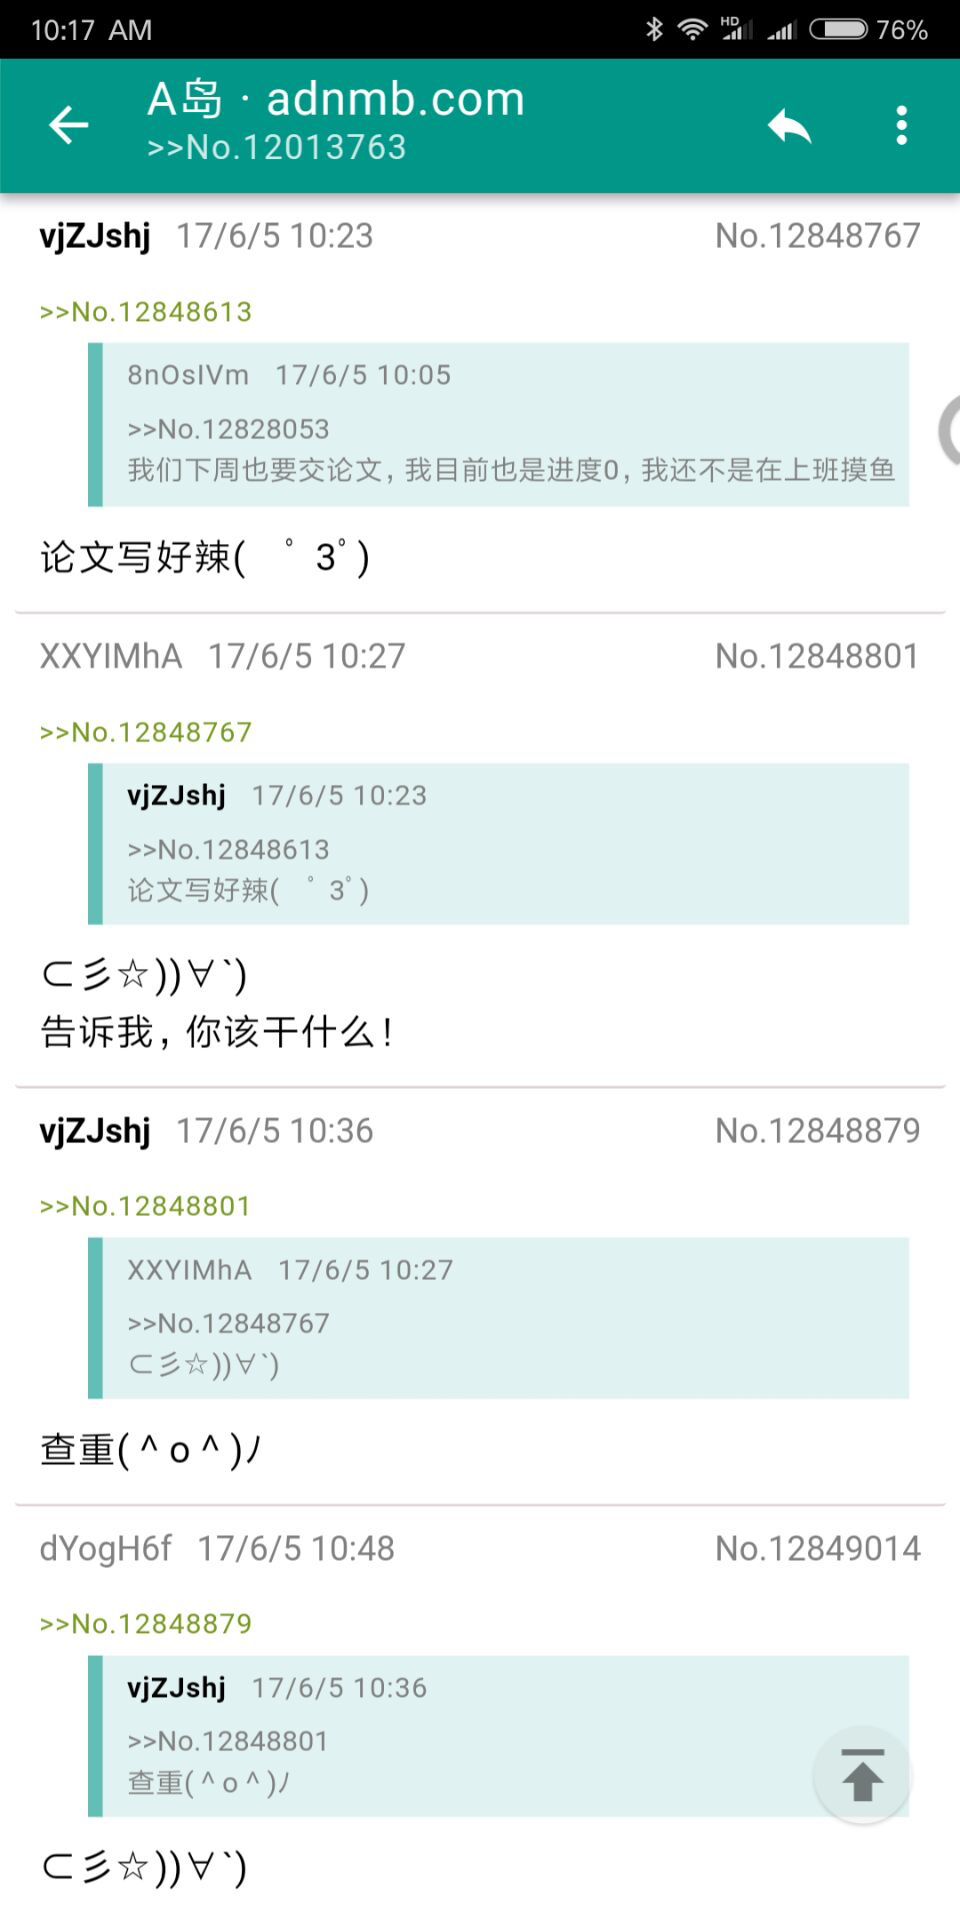 10:17 AM
HD
76%
A岛 · adnmb.com
>>No.12013763
vjZJshj 17/6/5 10:23 No.12848767
>>No.12848613
8nOsIVm 17/6/5 10:05
>>No.12828053
我们下周也要交论文，我目前也是进度0，我还不是在上班摸鱼
论文写好辣( ゜3゜)
XXYIMhA 17/6/5 10:27 No.12848801
>>No.12848767
vjZJshj 17/6/5 10:23
>>No.12848613
论文写好辣( ゜3゜)
⊂彡☆))∀`)
告诉我，你该干什么！
vjZJshj 17/6/5 10:36 No.12848879
>>No.12848801
XXYIMhA 17/6/5 10:27
>>No.12848767
⊂彡☆))∀`)
查重(^o^)ﾉ
dYogH6f 17/6/5 10:48 No.12849014
>>No.12848879
vjZJshj 17/6/5 10:36
>>No.12848801
查重(^o^)ﾉ
⊂彡☆))∀`)